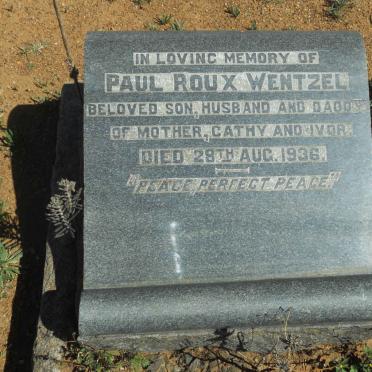 IN LOVING MEMORY OF
PAUL ROUX WENTZEL
BELOVED SON, HUSBAND AND DADDY
OF MOTHER, CATHY AND IVOR.
DIED 29TH AUG. 1936.
"PEACE, PERFECT PEACE."